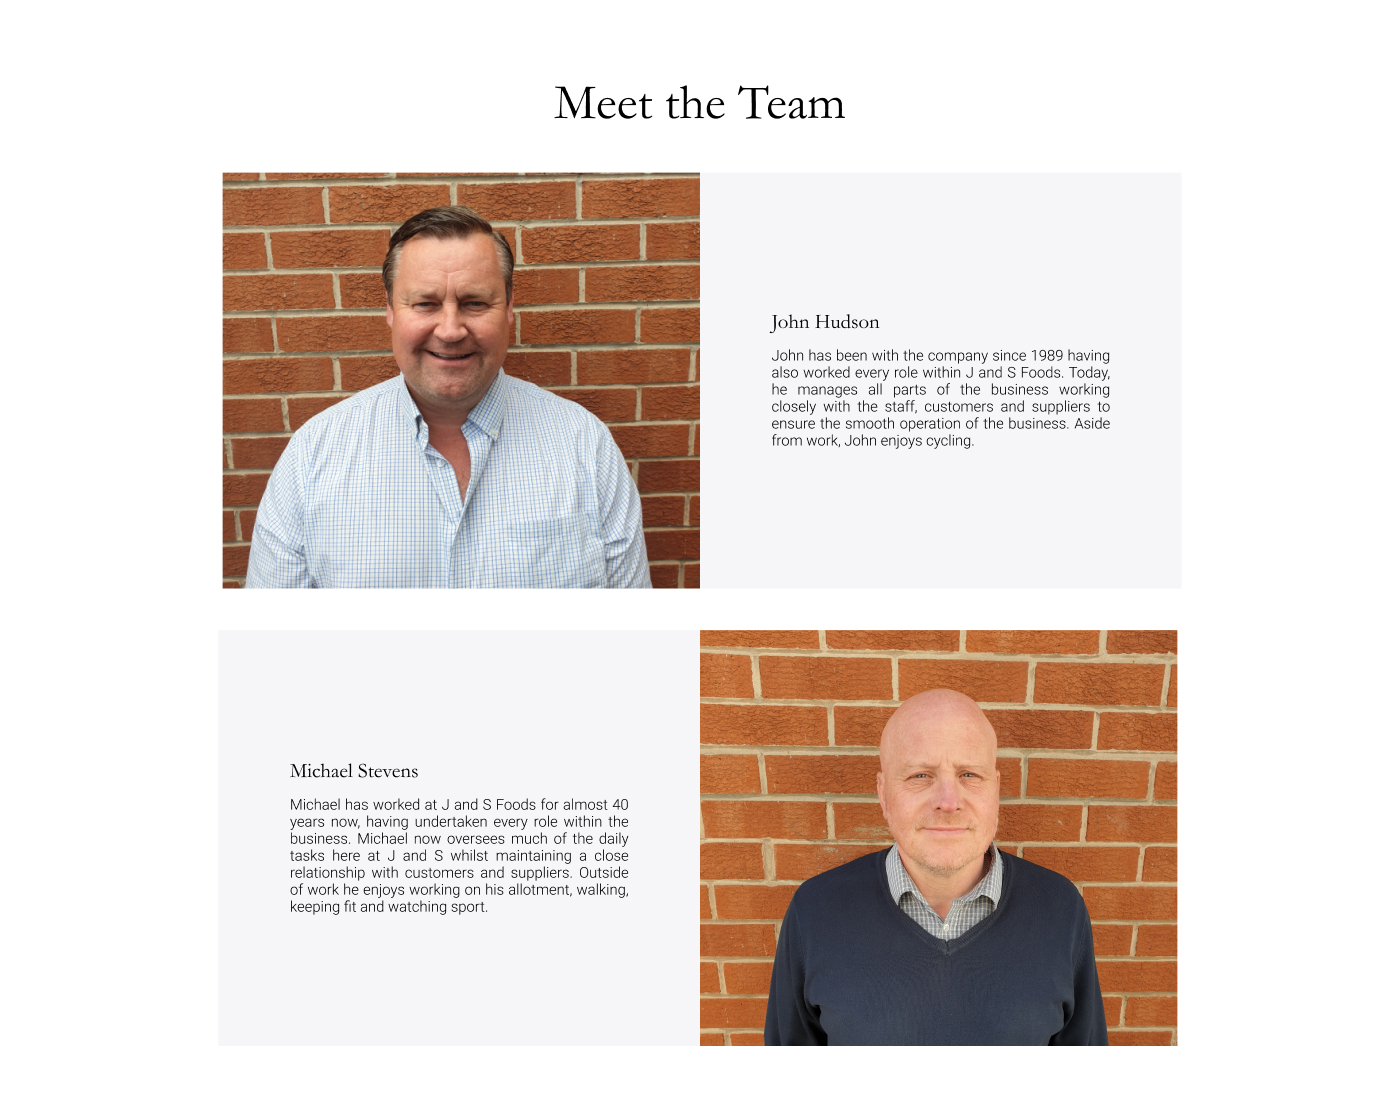 Meet the Team
John Hudson
John has been with the company since 1989 having
also worked every role within J and S Foods. Today,
he manages all parts of the business working
closely with the staff, customers and suppliers to
ensure the smooth operation of the business. Aside
from work, John enjoys cycling.
Michael Stevens
Michael has worked at J and S Foods for almost 40
years now, having undertaken every role within the
business. Michael now oversees much of the daily
tasks here at J and S whilst maintaining a close
relationship with customers and suppliers. Outside
of work he enjoys working on his allotment, walking,
keeping fit and watching sport.